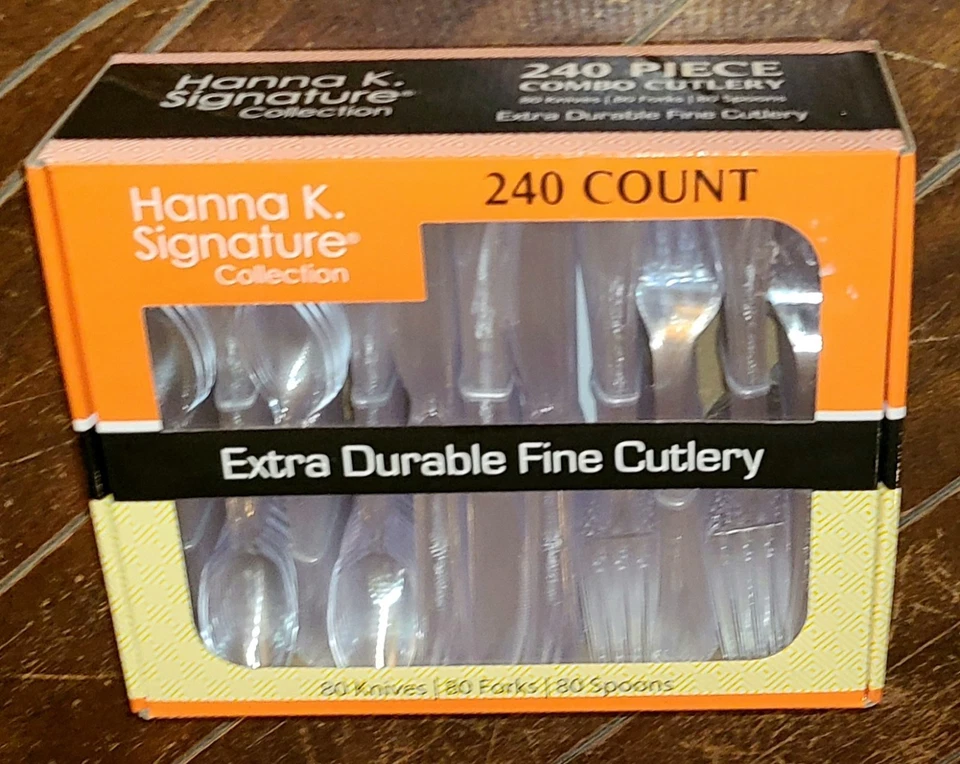 Hanna K.
Signature®
Collection
240 PIECE
COMBO CUTLERY
80 Knives | 80 Forks | 80 Spoons
Extra Durable Fine Cutlery
Hanna K.
Signature®
Collection
240 COUNT
Extra Durable Fine Cutlery
80 Knives | 80 Forks | 80 Spoons